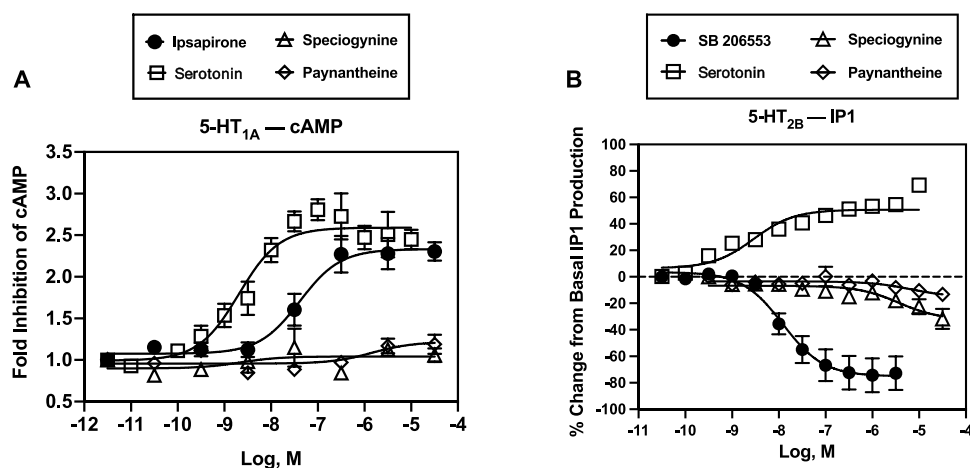 A
Ipsapirone Speciogynine
Serotonin Paynantheine
5-HT1A — cAMP
Fold Inhibition of cAMP
3.5
3.0
2.5
2.0
1.5
1.0
0.5
-12 -11 -10 -9 -8 -7 -6 -5 -4
Log, M
B
SB 206553 Speciogynine
Serotonin Paynantheine
5-HT2B — IP1
% Change from Basal IP1 Production
100
80
60
40
20
0
-20
-40
-60
-80
-100
-11 -10 -9 -8 -7 -6 -5 -4
Log, M